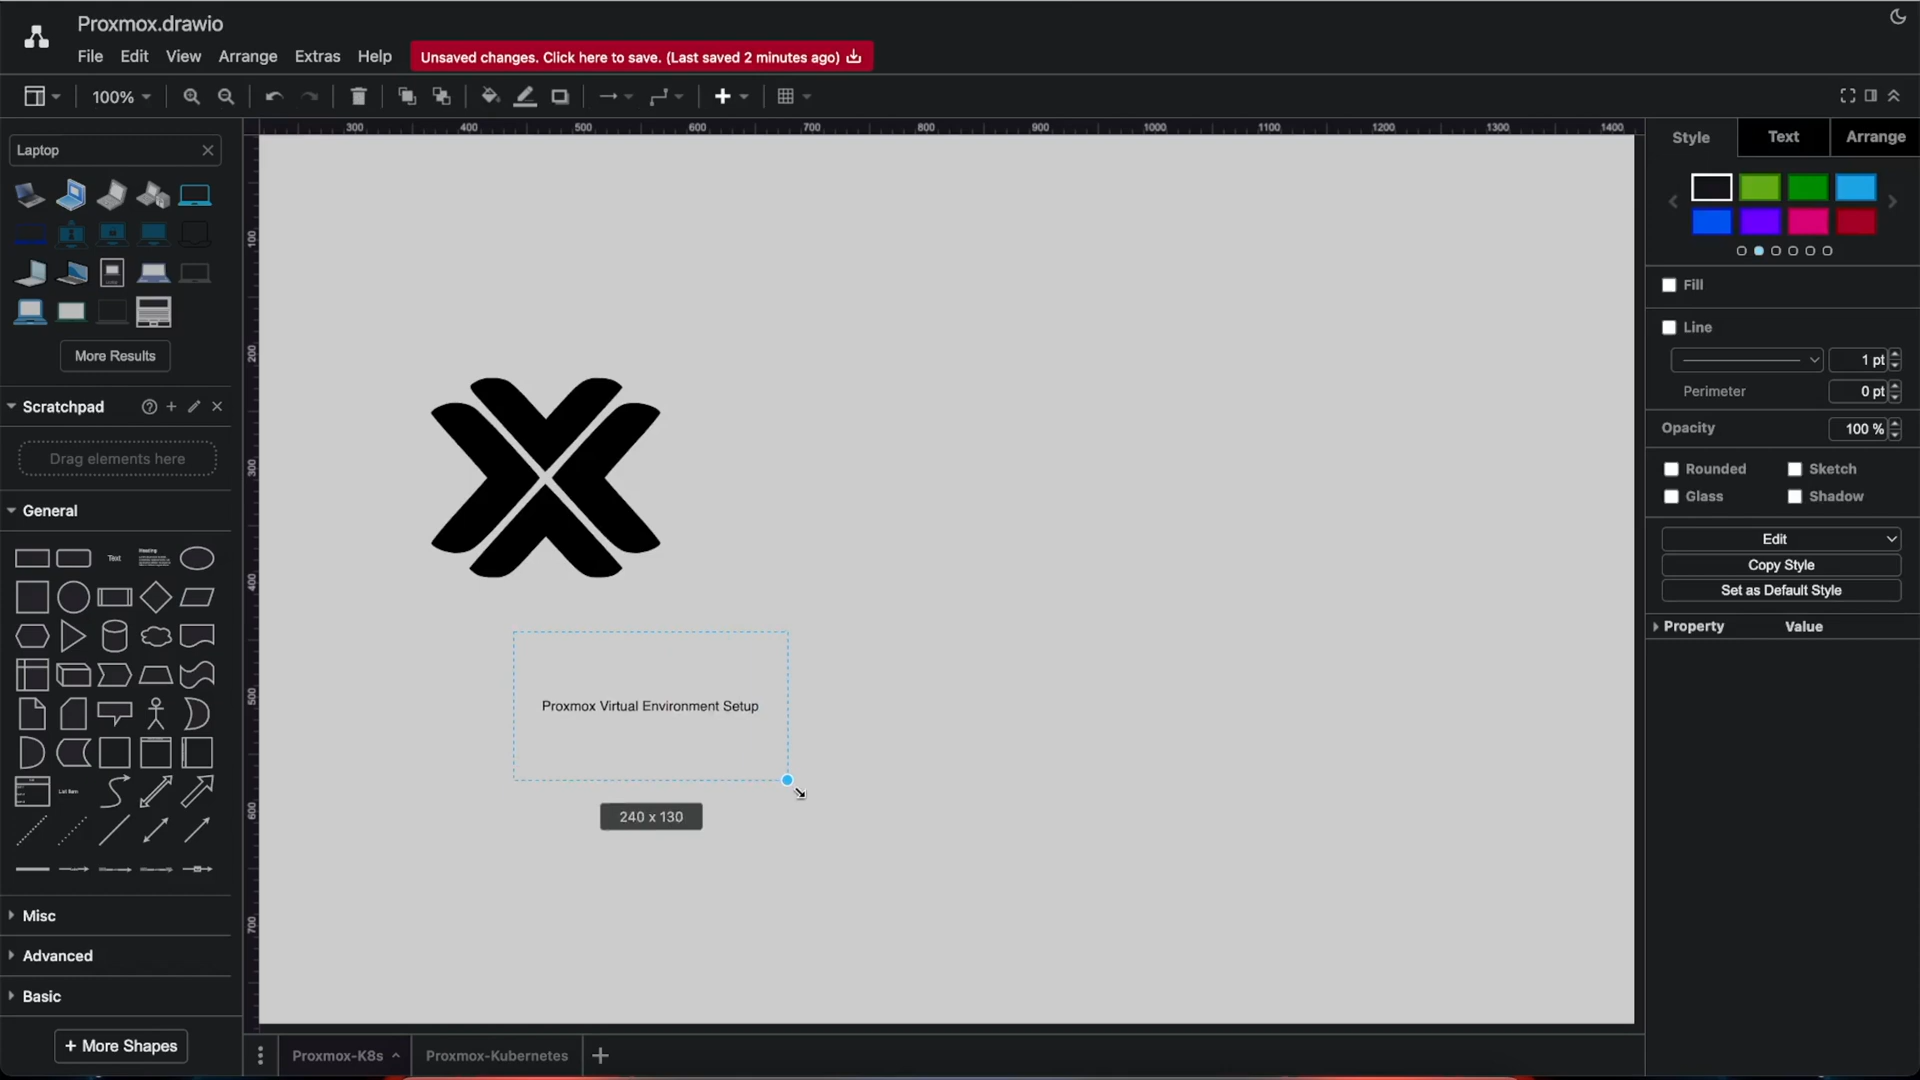 Proxmox.drawio
File Edit View Arrange Extras Help
Unsaved changes. Click here to save. (Last saved 2 minutes ago)
100%
300 400 500 600 700 800 900 1000 1100 1200 1300 1400
Style Text Arrange
Laptop
More Results
Scratchpad
Drag elements here
General
Text
Heading
List Item
Misc
Advanced
Basic
+ More Shapes
100
200
300
400
500
600
700
Proxmox Virtual Environment Setup
240 x 130
Fill
Line
1 pt
Perimeter 0 pt
Opacity 100 %
Rounded Sketch
Glass Shadow
Edit
Copy Style
Set as Default Style
Property Value
Proxmox-K8s Proxmox-Kubernetes